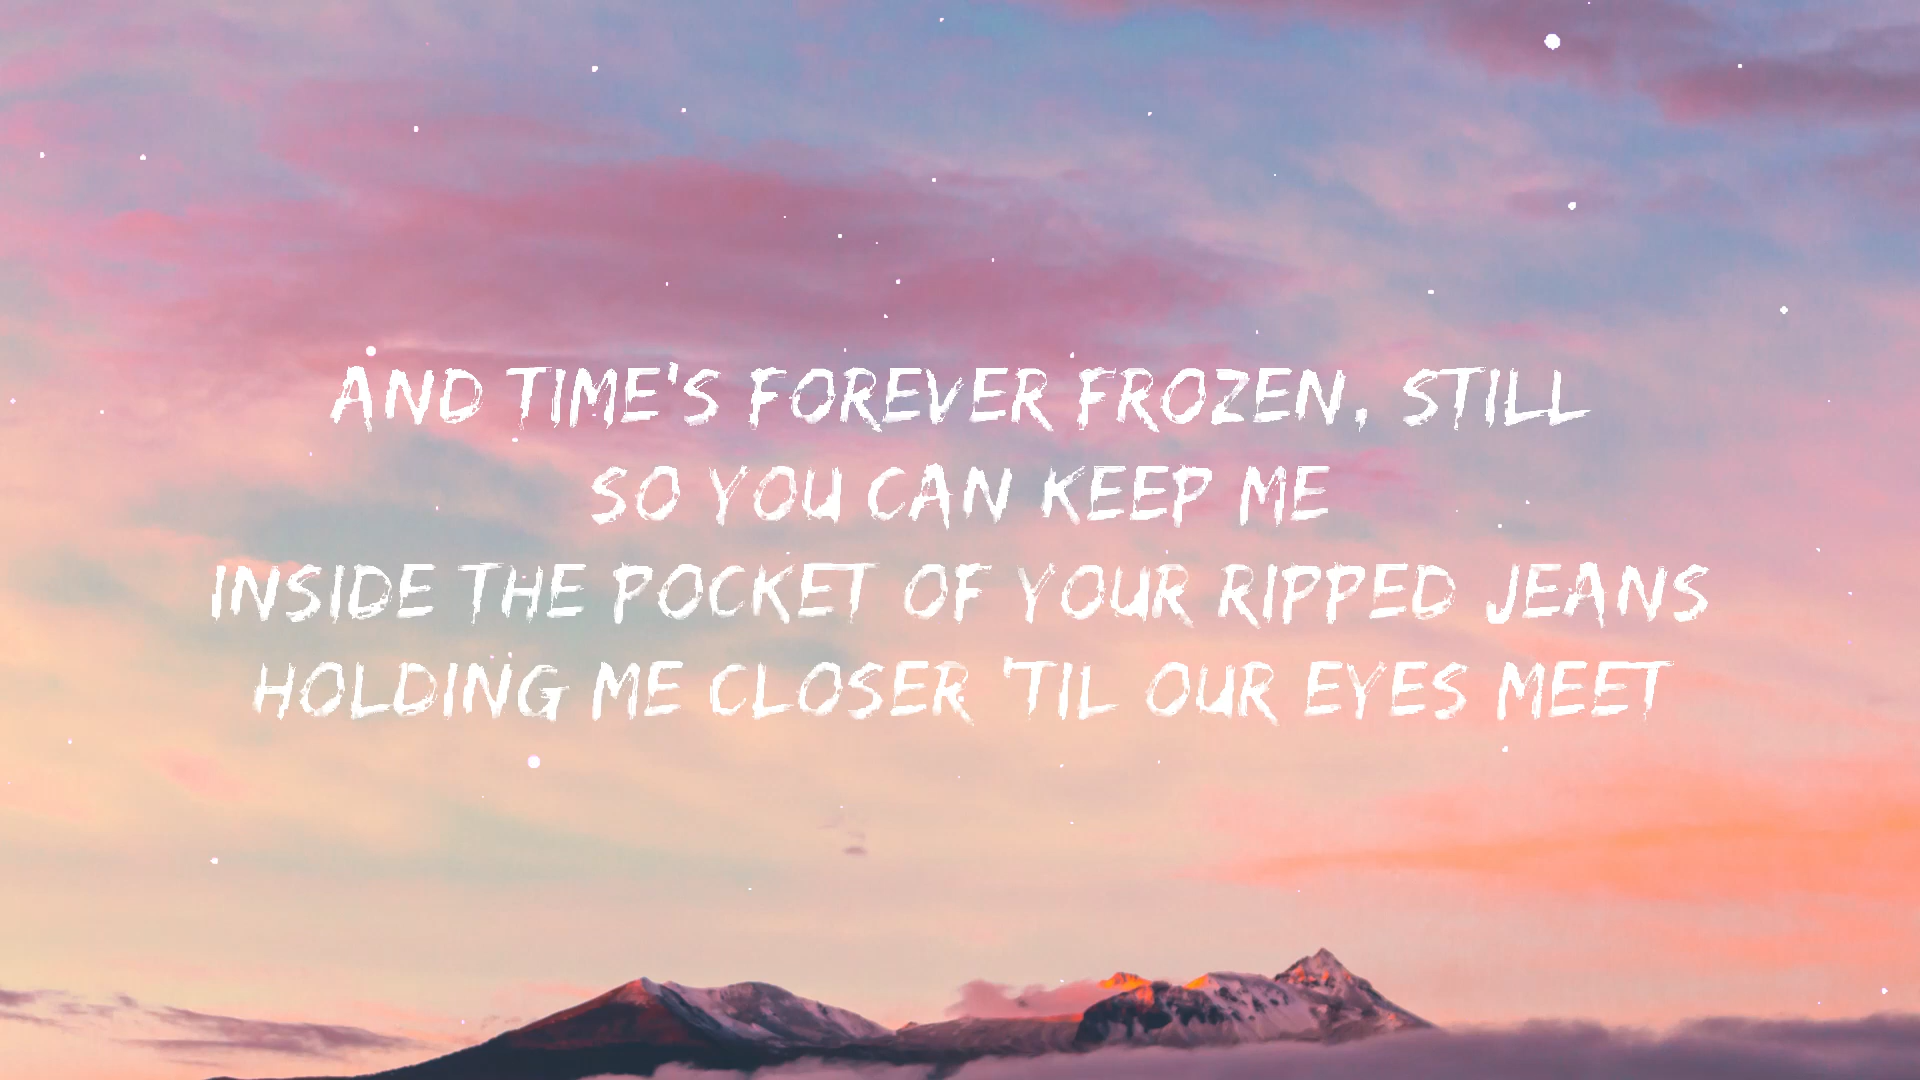 AND TIME'S FOREVER FROZEN, STILL
SO YOU CAN KEEP ME
INSIDE THE POCKET OF YOUR RIPPED JEANS
HOLDING ME CLOSER 'TIL OUR EYES MEET